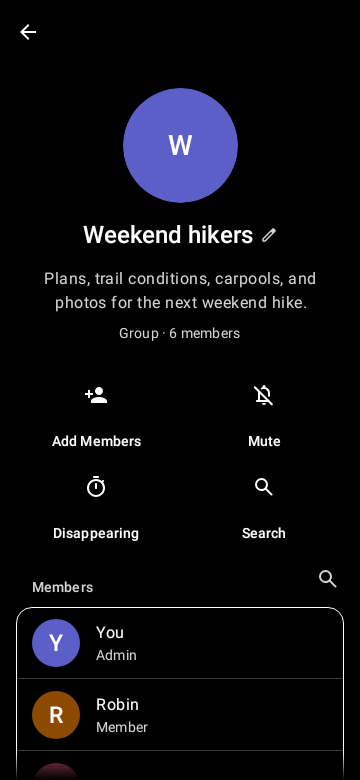 W
Weekend hikers
Plans, trail conditions, carpools, and
photos for the next weekend hike.
Group · 6 members
Add Members
Mute
Disappearing
Search
Members
Y
You
Admin
R
Robin
Member